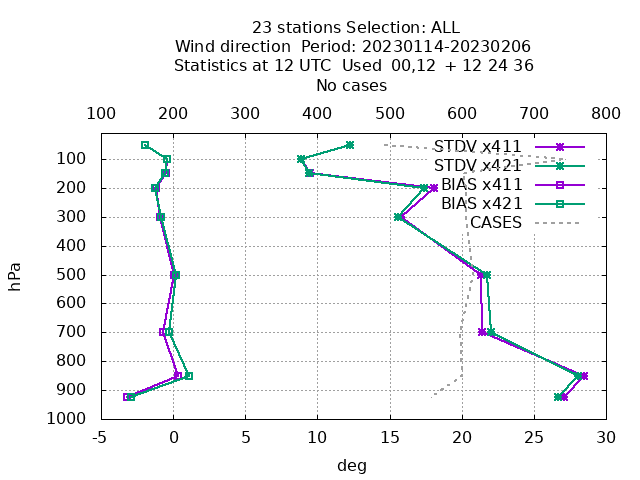 23 stations Selection: ALL
Wind direction  Period: 20230114-20230206
Statistics at 12 UTC  Used  00,12  + 12 24 36
No cases
100 200 300 400 500 600 700 800
STDV x411
STDV x421
BIAS x411
BIAS x421
CASES
100
200
300
400
500
600
700
800
900
1000
hPa
-5 0 5 10 15 20 25 30
deg